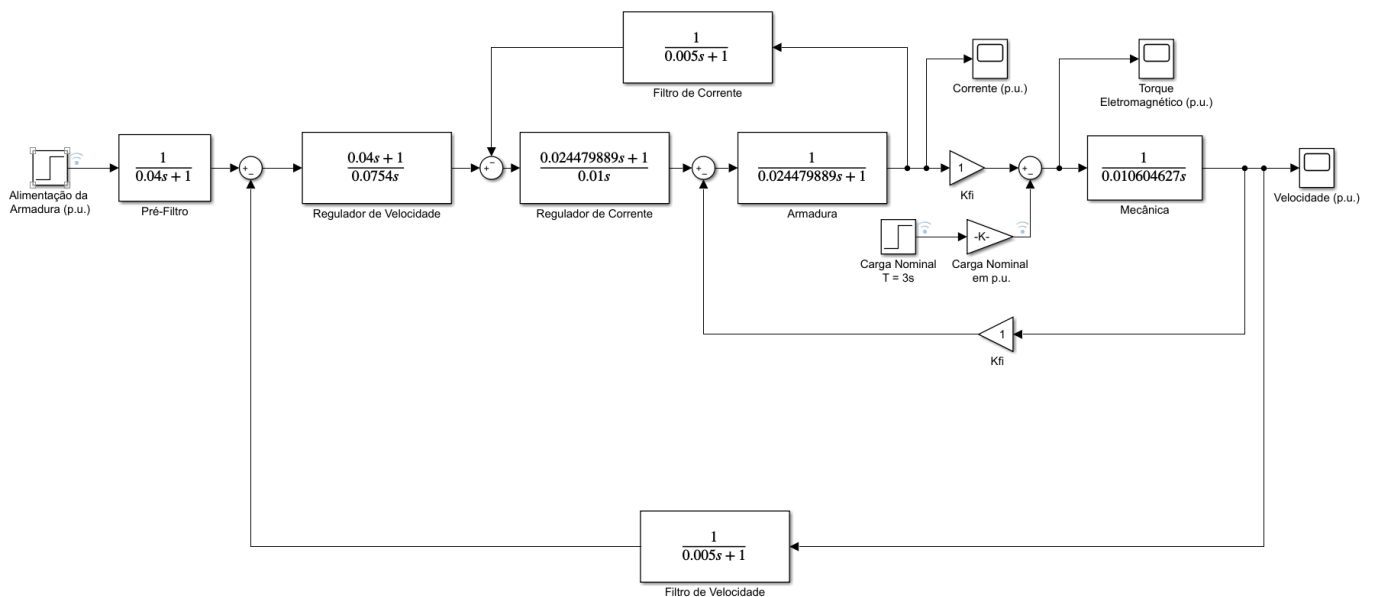 1
0.005s + 1
Filtro de Corrente
Corrente (p.u.)
Torque
Eletromagnético (p.u.)
Alimentação da
Armadura (p.u.)
1
0.04s + 1
Pré-Filtro
+
−
0.04s + 1
0.0754s
Regulador de Velocidade
−
+
0.024479889s + 1
0.01s
Regulador de Corrente
+
−
1
0.024479889s + 1
Armadura
1
Kfi
+
−
1
0.010604627s
Mecânica
Velocidade (p.u.)
Carga Nominal
T = 3s
-K-
Carga Nominal
em p.u.
1
Kfi
1
0.005s + 1
Filtro de Velocidade